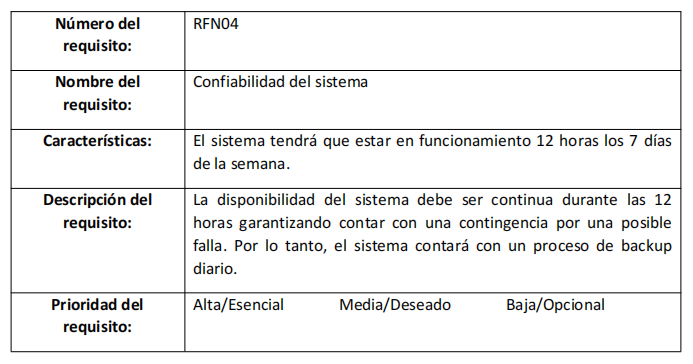 Número del
requisito:
RFN04
Nombre del
requisito:
Confiabilidad del sistema
Características:
El sistema tendrá que estar en funcionamiento 12 horas los 7 días
de la semana.
Descripción del
requisito:
La disponibilidad del sistema debe ser continua durante las 12
horas garantizando contar con una contingencia por una posible
falla. Por lo tanto, el sistema contará con un proceso de backup
diario.
Prioridad del
requisito:
Alta/Esencial Media/Deseado Baja/Opcional